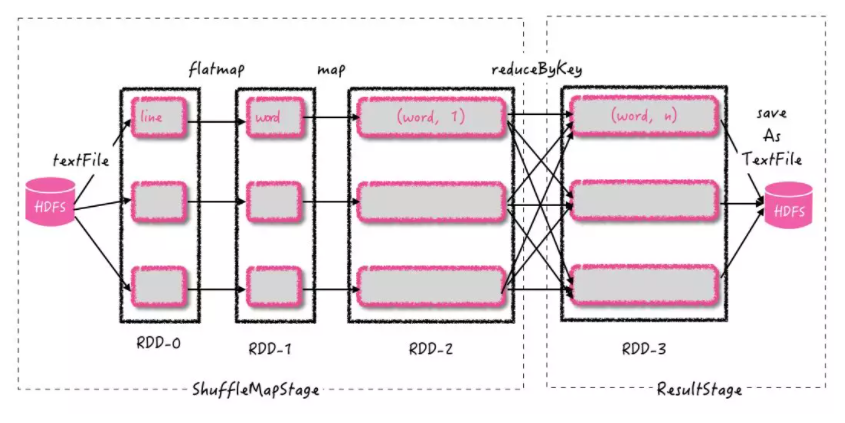 flatmap
map
reduceByKey
line
word
(word, 1)
(word, n)
save
As
TextFile
textFile
HDFS
HDFS
RDD-0
RDD-1
RDD-2
RDD-3
ShuffleMapStage
ResultStage